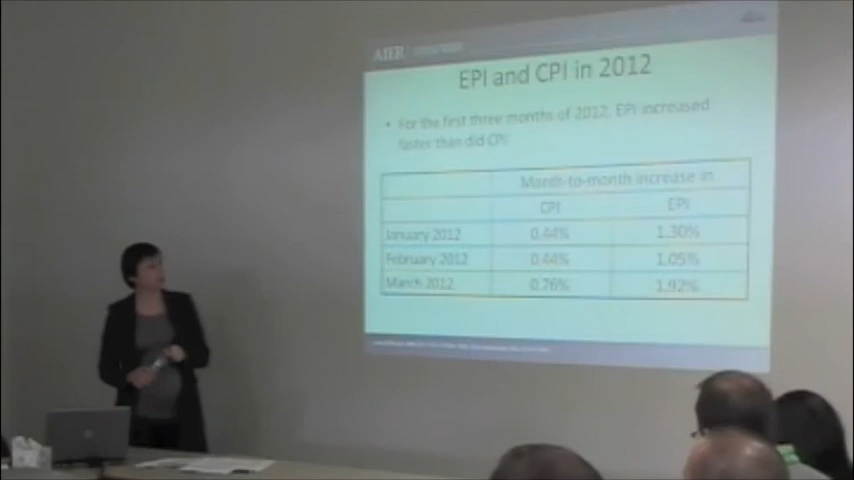 AIER
EPI and CPI in 2012
• For the first three months of 2012, EPI increased
faster than did CPI
Month-to-month increase in
CPI EPI
January 2012 0.44% 1.30%
February 2012 0.44% 1.05%
March 2012 0.76% 1.92%